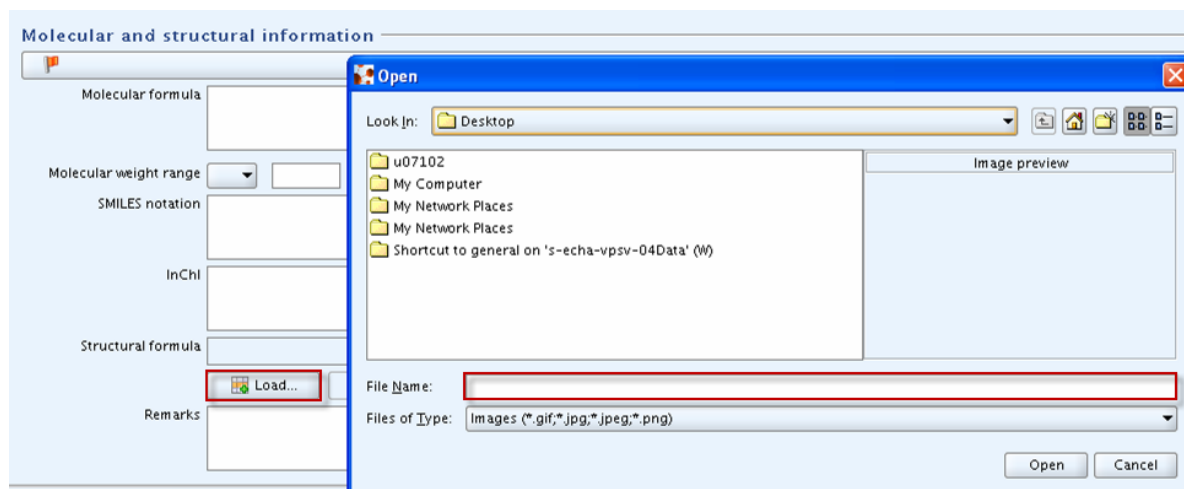 Molecular and structural information
Open
Molecular formula
Look In: Desktop
u07102
Image preview
Molecular weight range
My Computer
SMILES notation
My Network Places
My Network Places
Shortcut to general on 's-echa-vpsv-04Data' (W)
InChI
Structural formula
Load...
File Name:
Remarks
Files of Type: Images (*.gif;*.jpg;*.jpeg;*.png)
Open Cancel